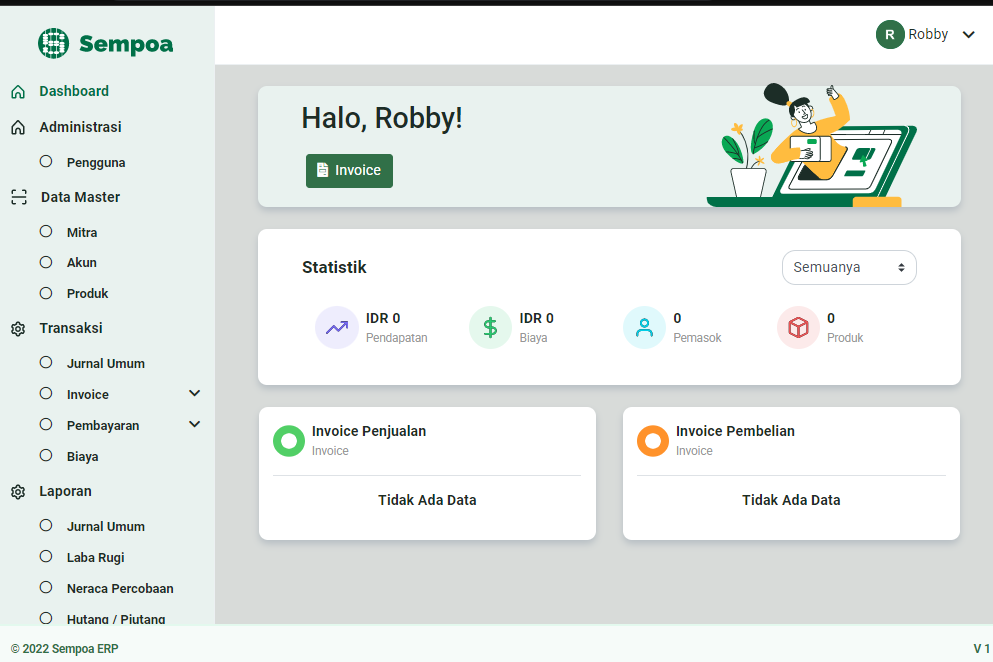 Sempoa
R Robby
Dashboard
Administrasi
Pengguna
Data Master
Mitra
Akun
Produk
Transaksi
Jurnal Umum
Invoice
Pembayaran
Biaya
Laporan
Jurnal Umum
Laba Rugi
Neraca Percobaan
Hutang / Piutang
Halo, Robby!
Invoice
Statistik
Semuanya
IDR 0
Pendapatan
IDR 0
Biaya
0
Pemasok
0
Produk
Invoice Penjualan
Invoice
Tidak Ada Data
Invoice Pembelian
Invoice
Tidak Ada Data
© 2022 Sempoa ERP
V 1